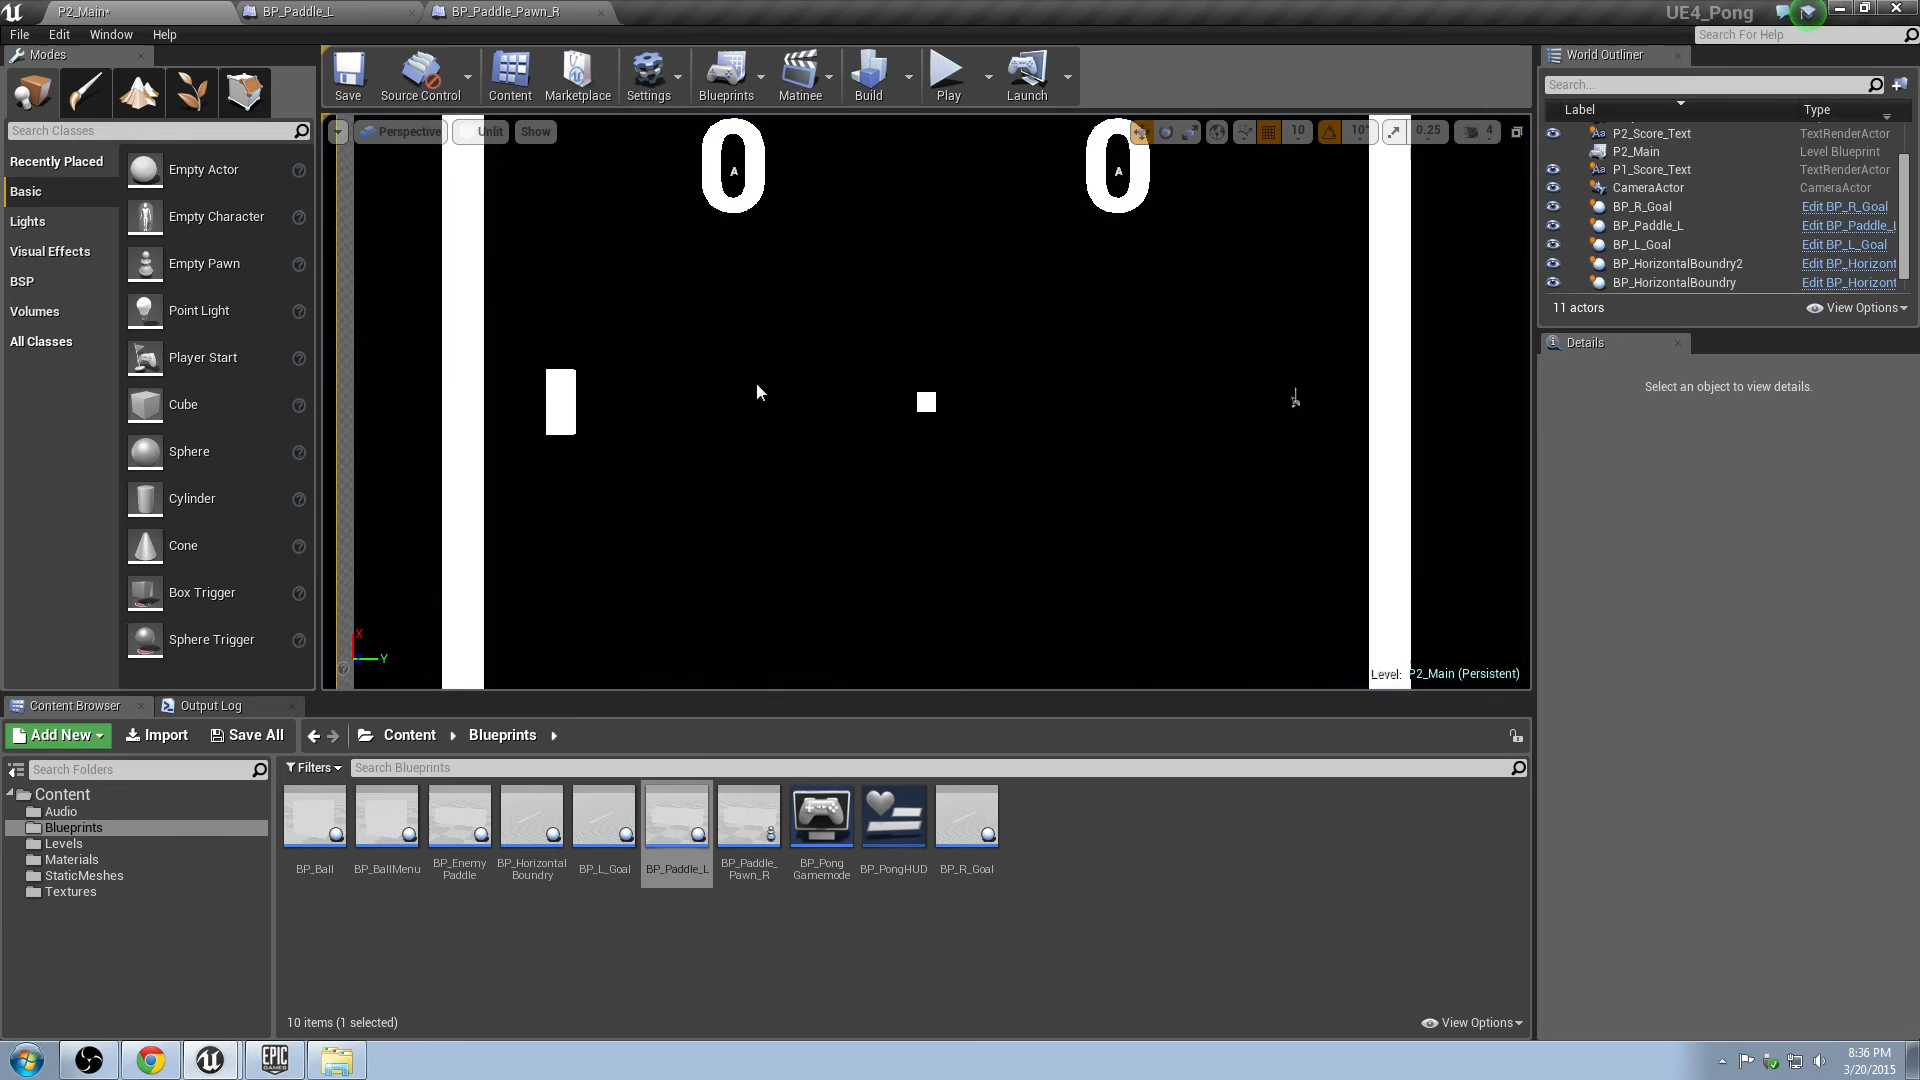 P2_Main*
BP_Paddle_L
BP_Paddle_Pawn_R
UE4_Pong
File Edit Window Help
Search For Help
Modes
Save
Source Control
Content
Marketplace
Settings
Blueprints
Matinee
Build
Play
Launch
World Outliner
Search...
Label
Type
Search Classes
Recently Placed
Basic
Lights
Visual Effects
BSP
Volumes
All Classes
Empty Actor
Empty Character
Empty Pawn
Point Light
Player Start
Cube
Sphere
Cylinder
Cone
Box Trigger
Sphere Trigger
Perspective
Unlit
Show
10
10°
0.25
4
0
A
0
A
X
Y
Level: P2_Main (Persistent)
P2_Score_Text TextRenderActor
P2_Main Level Blueprint
P1_Score_Text TextRenderActor
CameraActor CameraActor
BP_R_Goal Edit BP_R_Goal
BP_Paddle_L Edit BP_Paddle_L
BP_L_Goal Edit BP_L_Goal
BP_HorizontalBoundry2 Edit BP_Horizont
BP_HorizontalBoundry Edit BP_Horizont
11 actors
View Options
Details
Select an object to view details.
Content Browser
Output Log
Add New
Import
Save All
Content
Blueprints
Search Folders
Filters
Search Blueprints
Content
Audio
Blueprints
Levels
Materials
StaticMeshes
Textures
BP_Ball
BP_BallMenu
BP_Enemy
Paddle
BP_Horizontal
Boundry
BP_L_Goal
BP_Paddle_L
BP_Paddle_
Pawn_R
BP_Pong
Gamemode
BP_PongHUD
BP_R_Goal
10 items (1 selected)
View Options
EPIC
GAMES
8:36 PM
3/20/2015